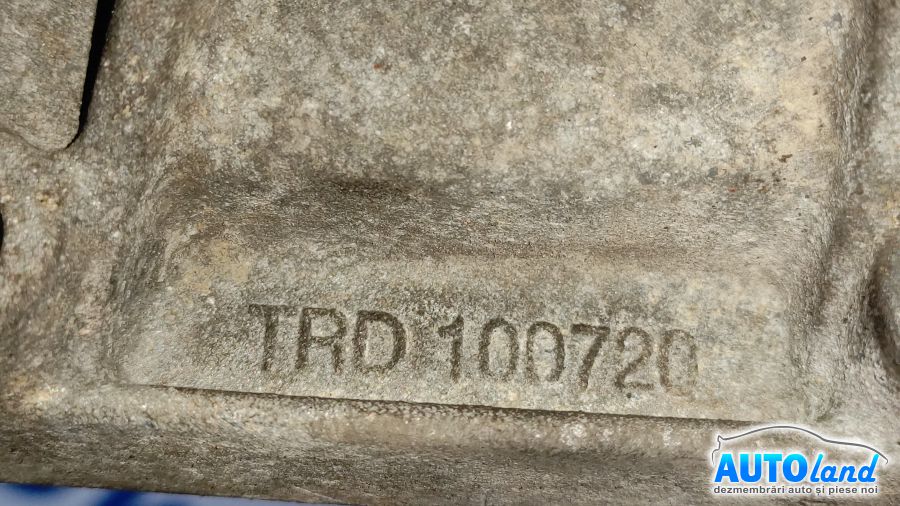 TRD 100720
AUTOland
dezmembrări auto și piese noi